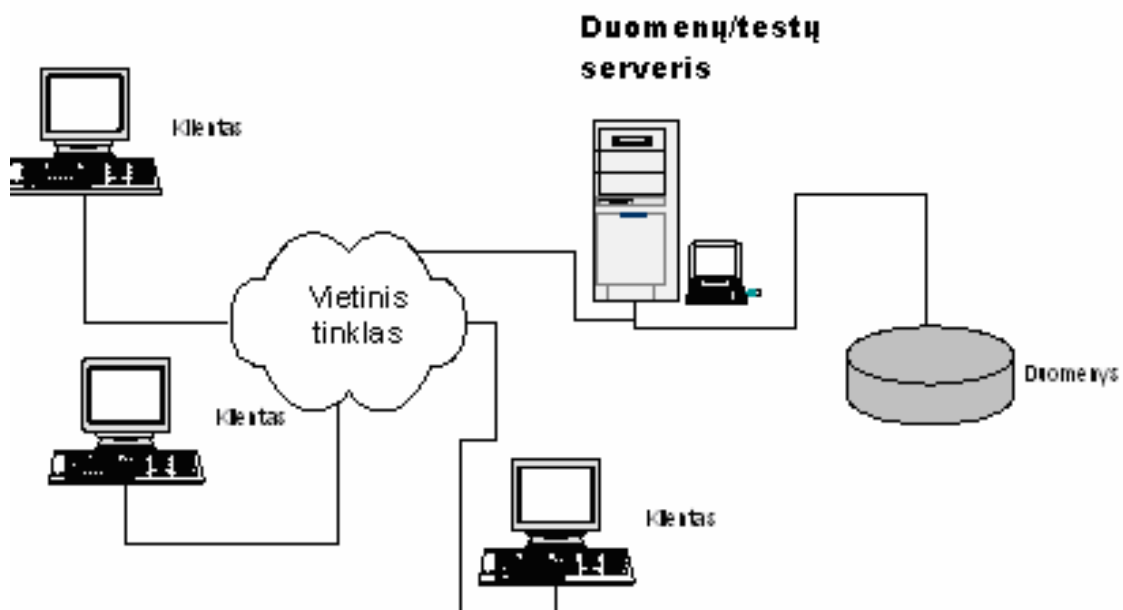 Duomenų/testų
serveris
Klientas
Vietinis
tinklas
Duomenys
Klientas
Klientas